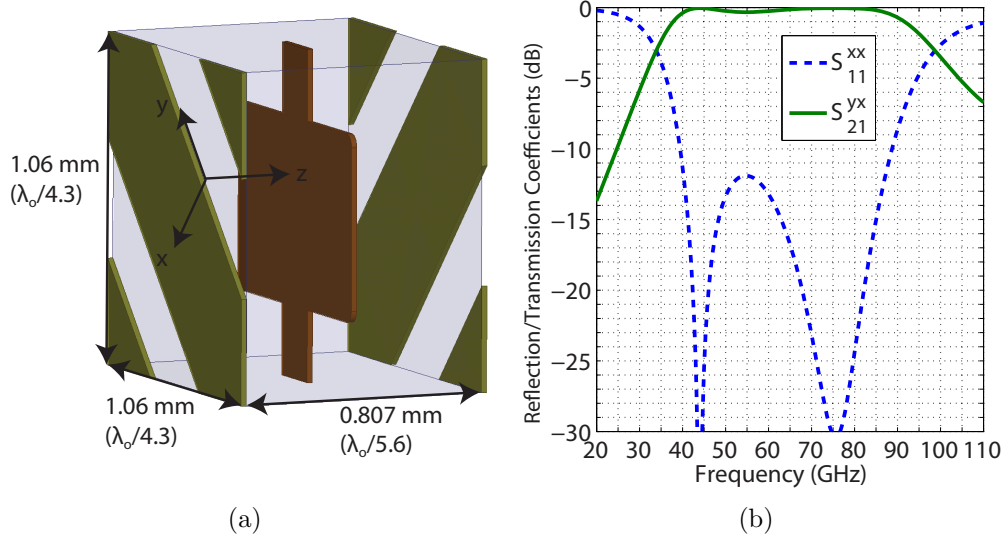 1.06 mm
(λₒ/4.3)
y
z
x
1.06 mm
(λₒ/4.3)
0.807 mm
(λₒ/5.6)
(a)
Reflection/Transmission Coefficients (dB)
0
−5
−10
−15
−20
−25
−30
S₁₁ˣˣ
S₂₁ʸˣ
20 30 40 50 60 70 80 90 100 110
Frequency (GHz)
(b)